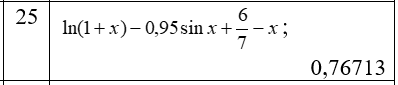 25
ln(1+x) − 0,95 sin x + 6/7 − x ;
0,76713